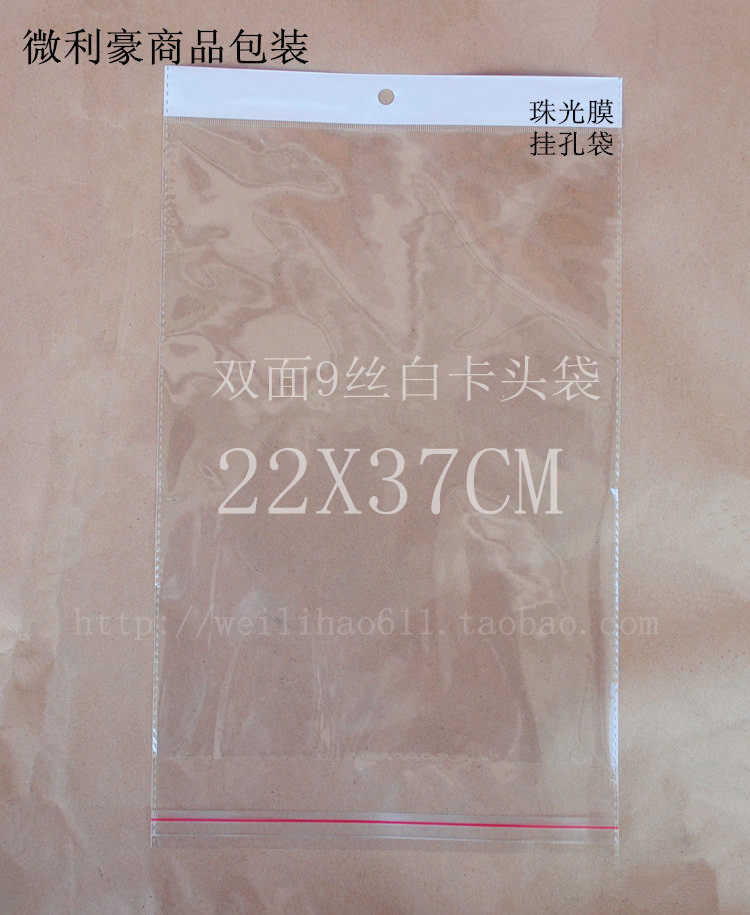 微利豪商品包装
珠光膜
挂孔袋
双面9丝白卡头袋
22X37CM
http://weilihao611.taobao.com